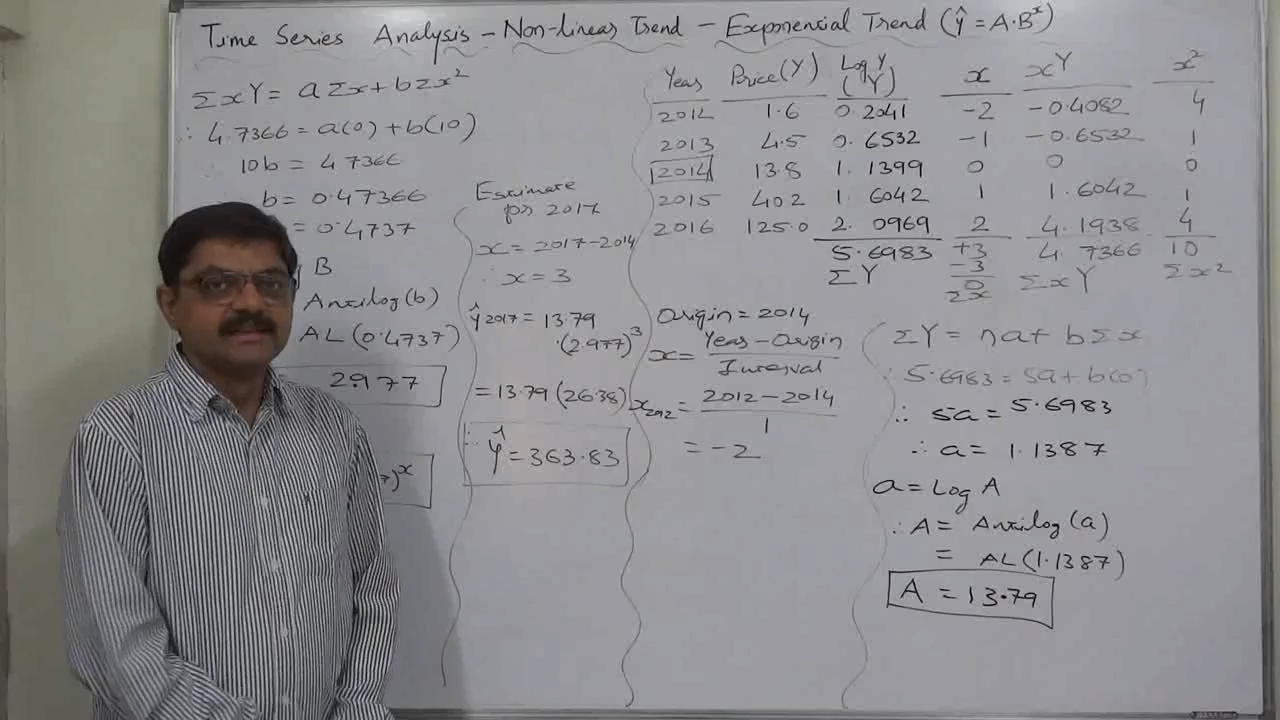 Time Series Analysis – Non-linear Trend – Exponential Trend (Ŷ = A·Bˣ)
ΣxY = aΣx + bΣx²
∴ 4.7366 = a(0) + b(10)
∴ 10b = 4.7366
b = 0.47366
= 0.4737
B
Antilog(b)
AL (0.4737)
2.977
)ˣ
Estimate
for 2017
x = 2017 – 2014
∴ x = 3
Ŷ2017 = 13.79
·(2.977)³
= 13.79 (26.38)
∴ Ŷ = 363.83
Year Price(Y) Log Y (Y) x xY x²
2012 1.6 0.2041 –2 –0.4082 4
2013 4.5 0.6532 –1 –0.6532 1
2014 13.8 1.1399 0 0 0
2015 40.2 1.6042 1 1.6042 1
2016 125.0 2.0969 2 4.1938 4
5.6983 +3 4.7366 10
–3
ΣY 0 ΣxY Σx²
Σx
Origin = 2014
x = Year – Origin
Interval
x2012 = 2012 – 2014
1
= –2
ΣY = na + bΣx
∴ 5.6983 = 5a + b(0)
∴ 5a = 5.6983
∴ a = 1.1387
a = Log A
∴ A = Antilog (a)
= AL (1.1387)
A = 13.79